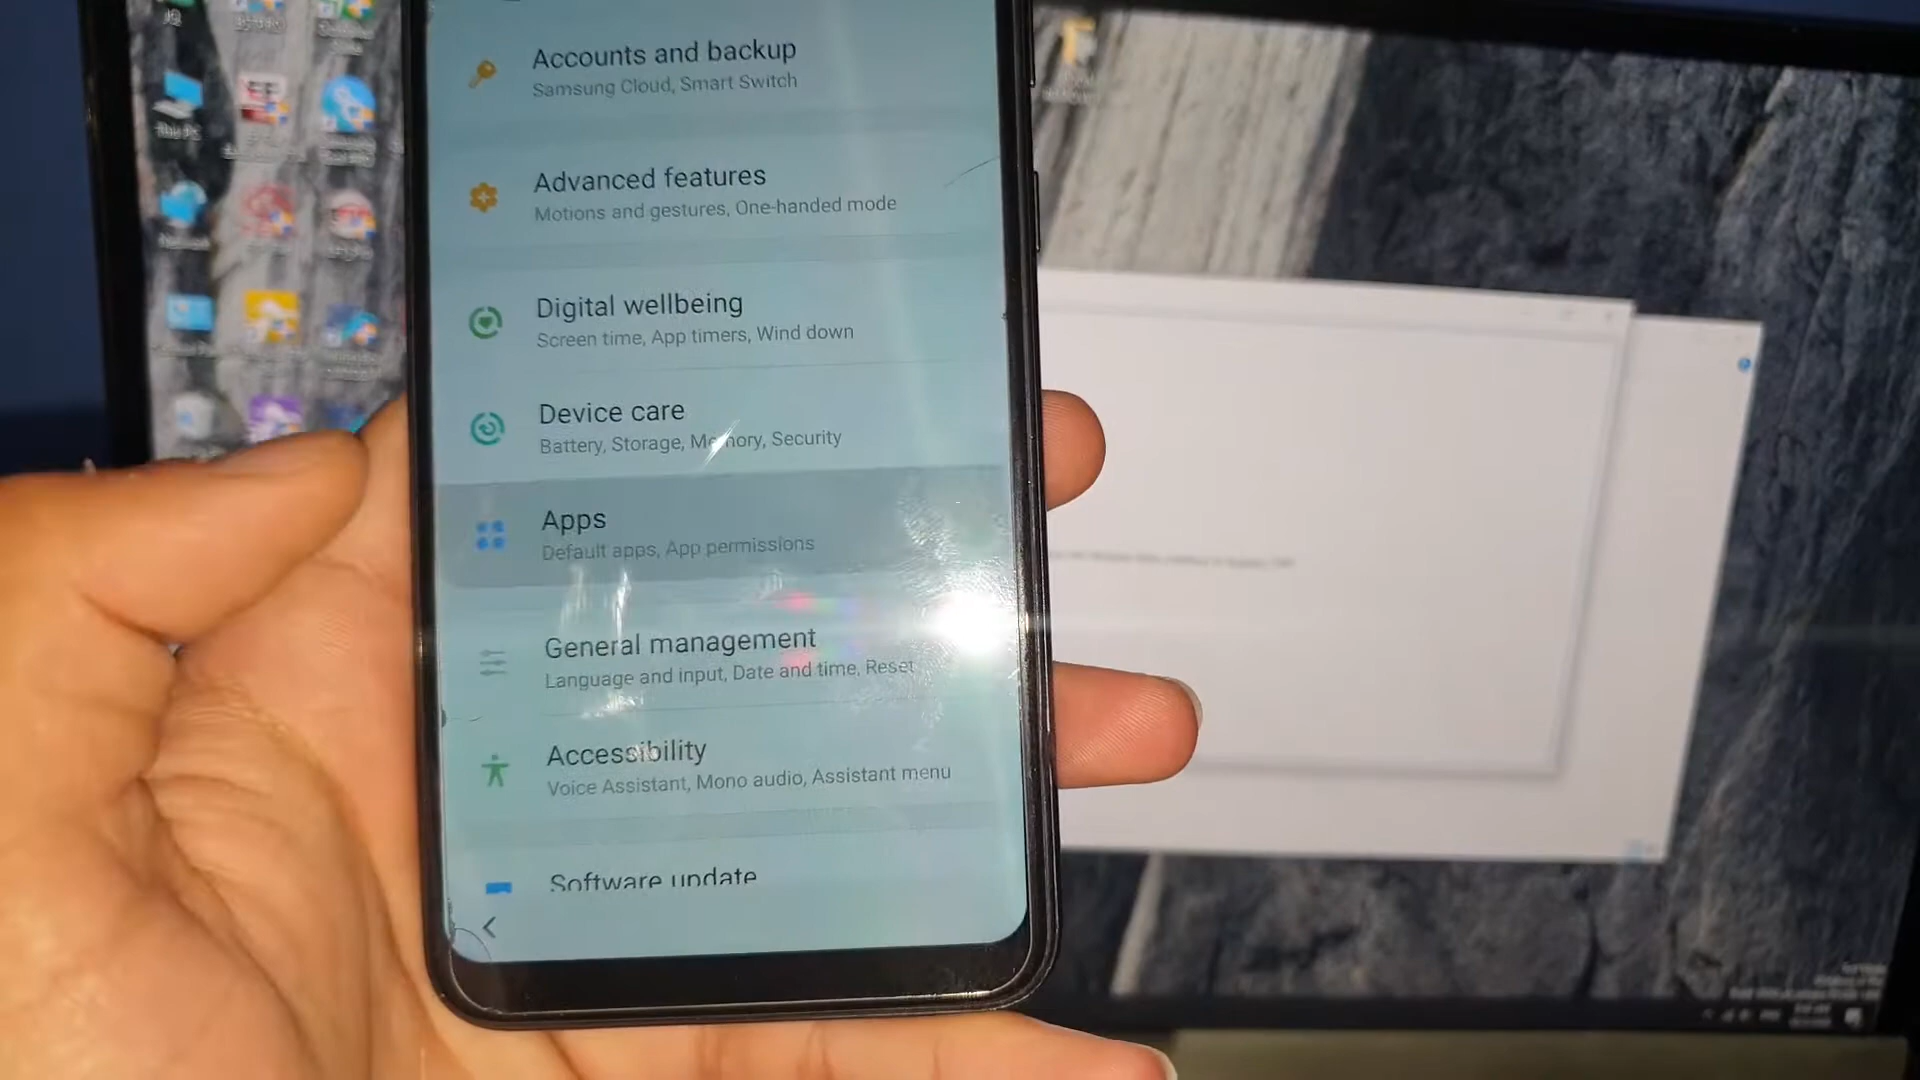 Accounts and backup
Samsung Cloud, Smart Switch
Advanced features
Motions and gestures, One-handed mode
Digital wellbeing
Screen time, App timers, Wind down
Device care
Battery, Storage, Memory, Security
Apps
Default apps, App permissions
General management
Language and input, Date and time, Reset
Accessibility
Voice Assistant, Mono audio, Assistant menu
Software update